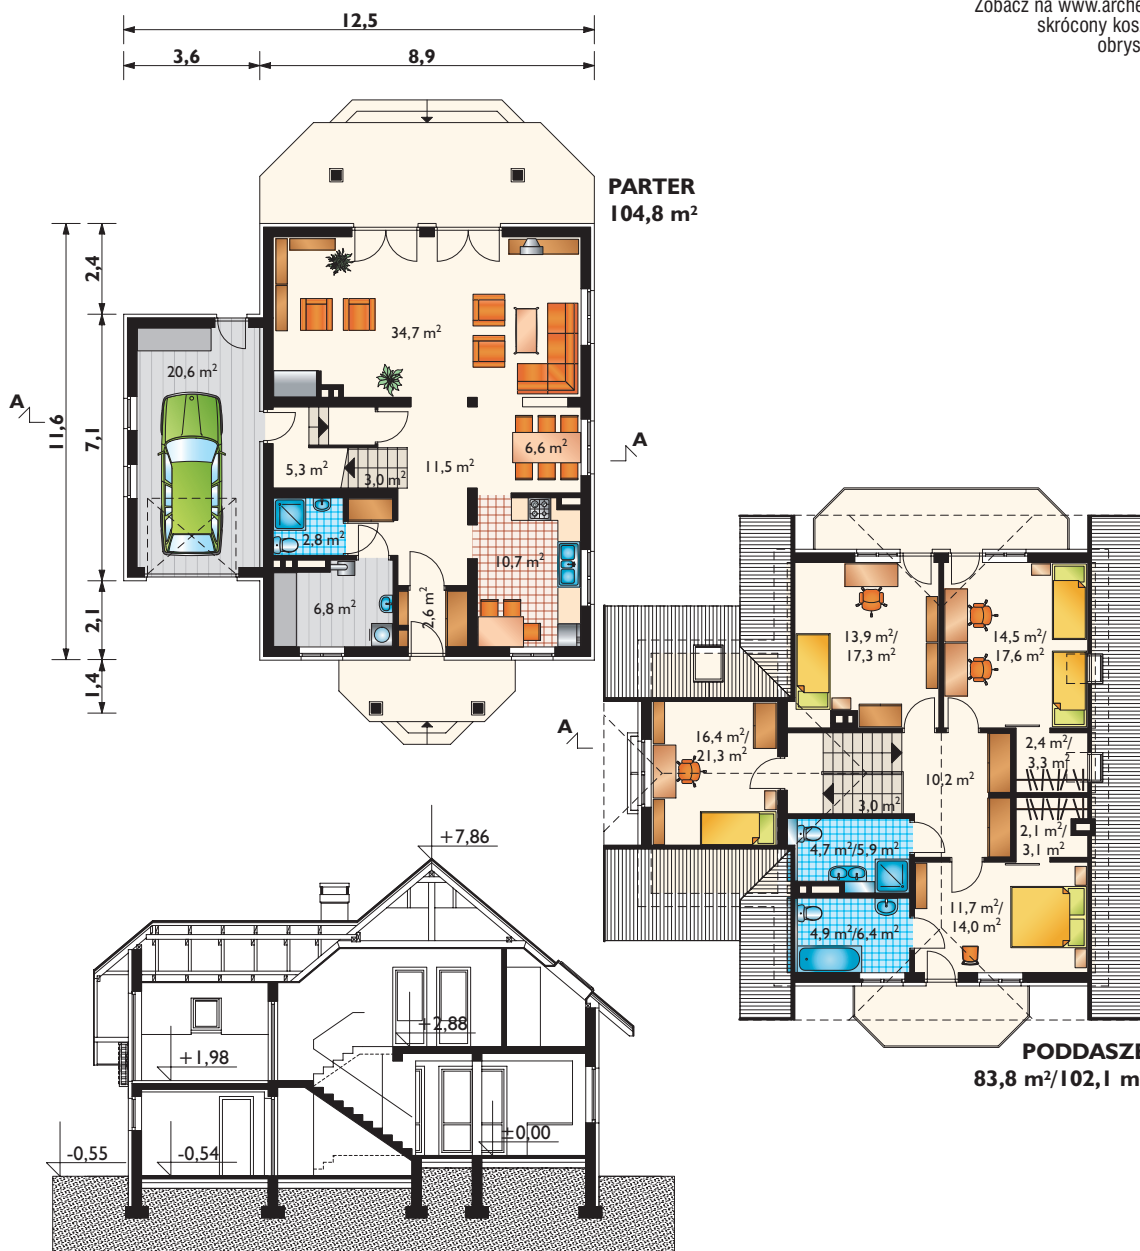 Zobacz na www.arche
skrócony kos
obrys
12,5
3,6
8,9
PARTER
104,8 m²
2,4
7,1
11,6
2,1
1,4
34,7 m²
20,6 m²
A
A
5,3 m²
3,0 m²
11,5 m²
6,6 m²
2,8 m²
10,7 m²
6,8 m²
2,6 m²
13,9 m²/
17,3 m²
14,5 m²/
17,6 m²
A
16,4 m²/
21,3 m²
2,4 m²/
3,3 m²
10,2 m²
3,0 m²
2,1 m²/
3,1 m²
4,7 m²/5,9 m²
11,7 m²/
14,0 m²
4,9 m²/6,4 m²
PODDASZE
83,8 m²/102,1 m
+7,86
+2,88
+1,98
±0,00
-0,55
-0,54